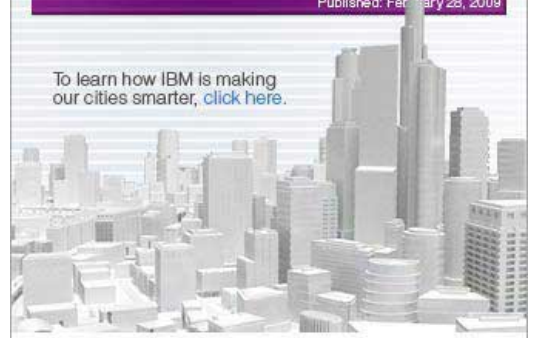 Published: February 28, 2009
To learn how IBM is making
our cities smarter, click here.